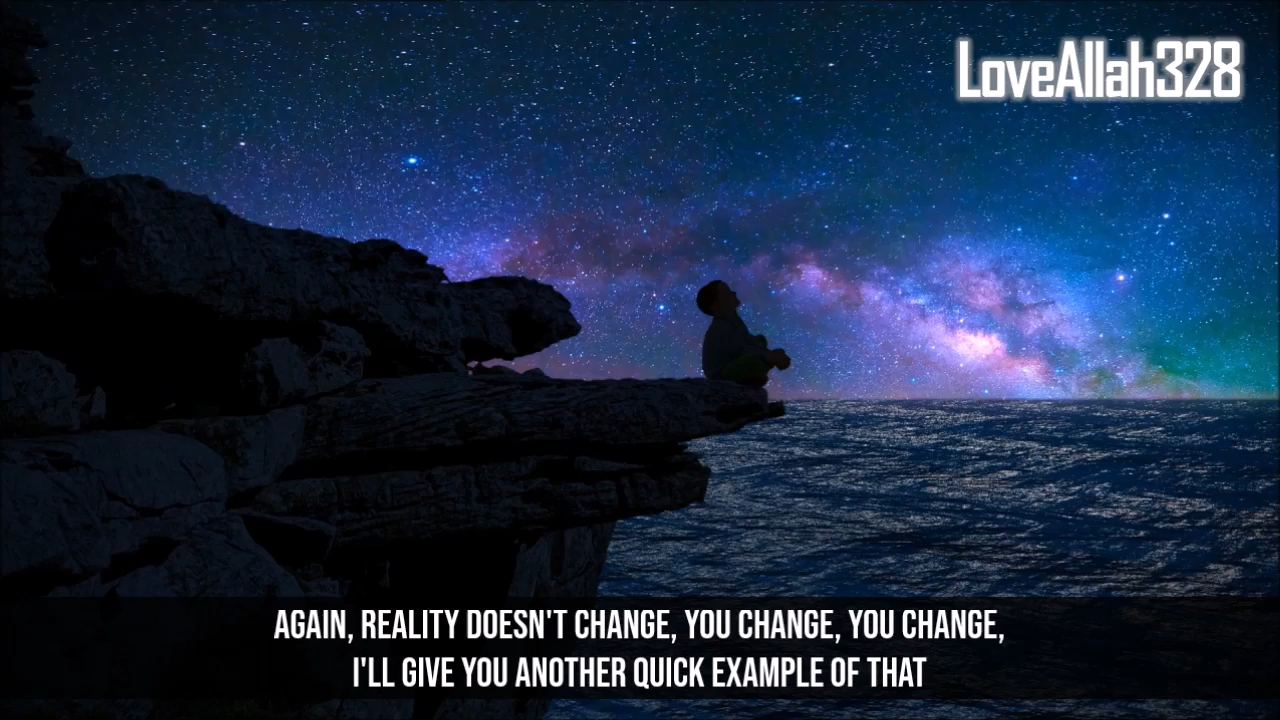 LoveAllah328
AGAIN, REALITY DOESN'T CHANGE, YOU CHANGE, YOU CHANGE,
I'LL GIVE YOU ANOTHER QUICK EXAMPLE OF THAT